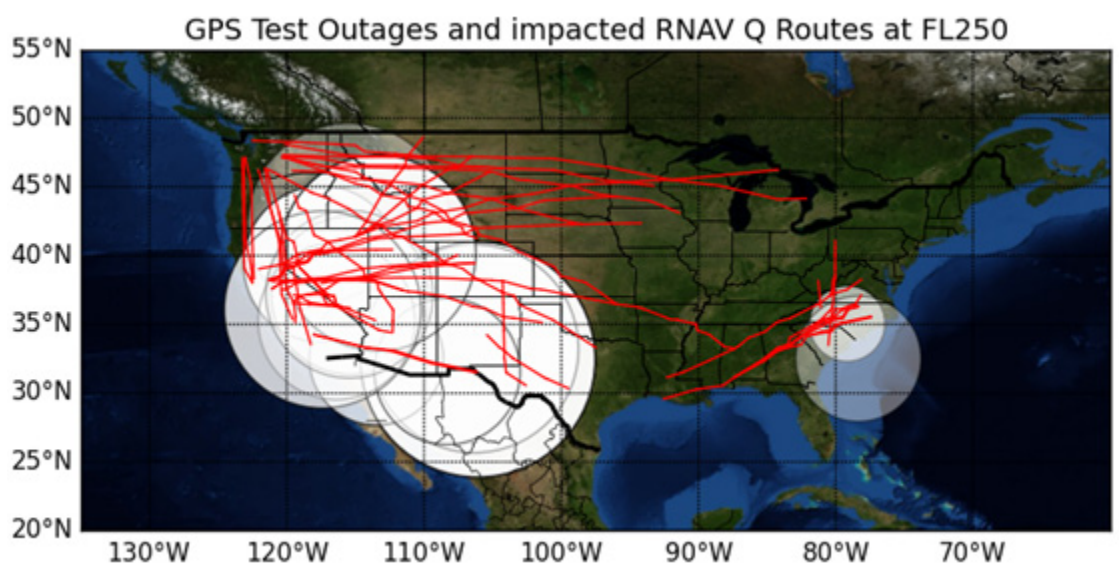 GPS Test Outages and impacted RNAV Q Routes at FL250
55°N
50°N
45°N
40°N
35°N
30°N
25°N
20°N
130°W 120°W 110°W 100°W 90°W 80°W 70°W